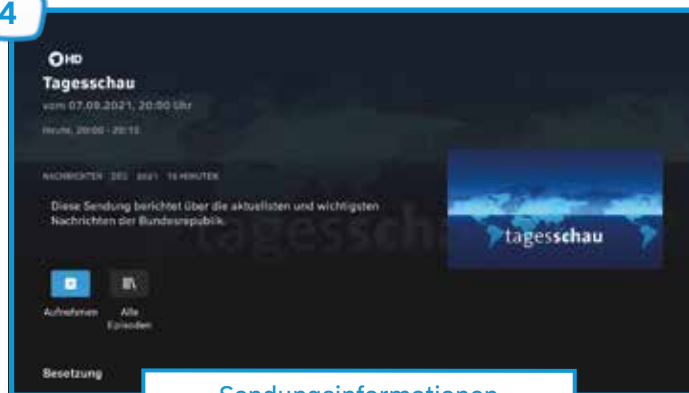 4
HD
Tagesschau
vom 07.09.2021, 20:00 Uhr
Heute, 20:00 - 20:15
NACHRICHTEN DEU 2021 15 MINUTEN
Diese Sendung berichtet über die aktuellsten und wichtigsten
Nachrichten der Bundesrepublik.
tagesschau
Aufnehmen
Alle
Episoden
Besetzung
Sendungsinformationen